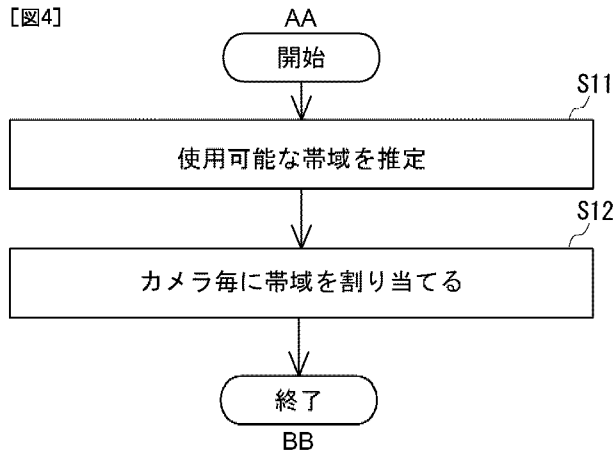 [図4]
AA
開始
S11
使用可能な帯域を推定
S12
カメラ毎に帯域を割り当てる
終了
BB